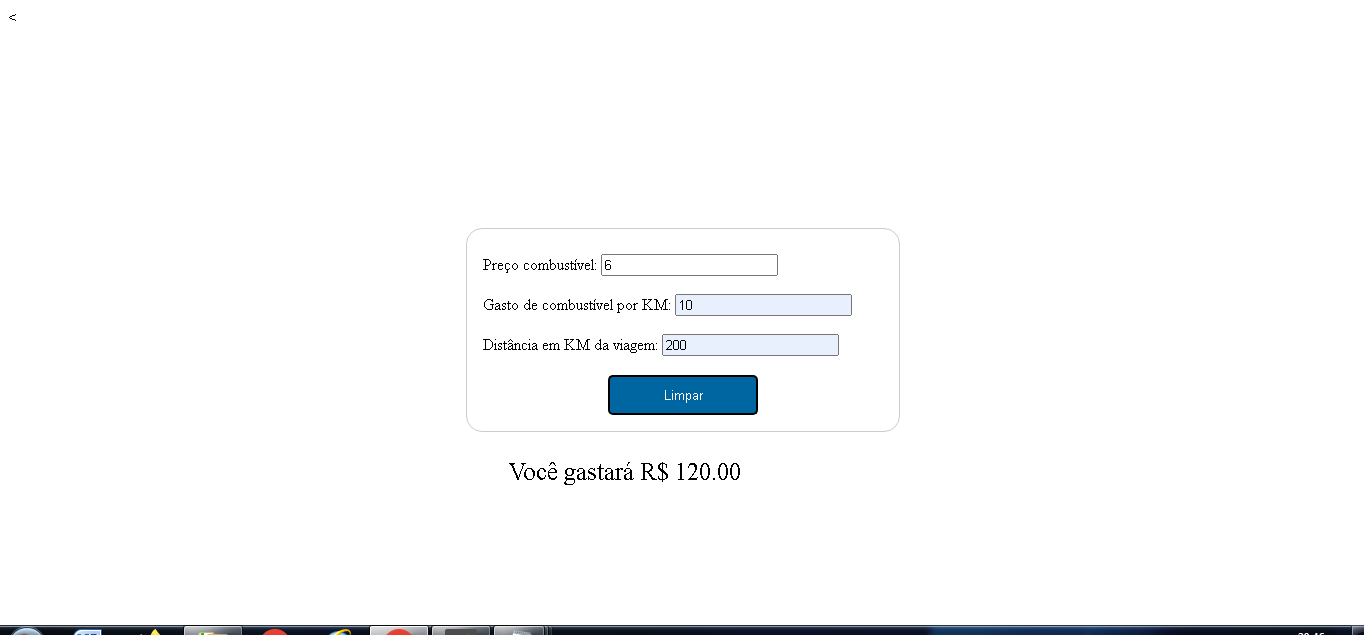 <
Preço combustível: 6
Gasto de combustível por KM: 10
Distância em KM da viagem: 200
Limpar
Você gastará R$ 120.00